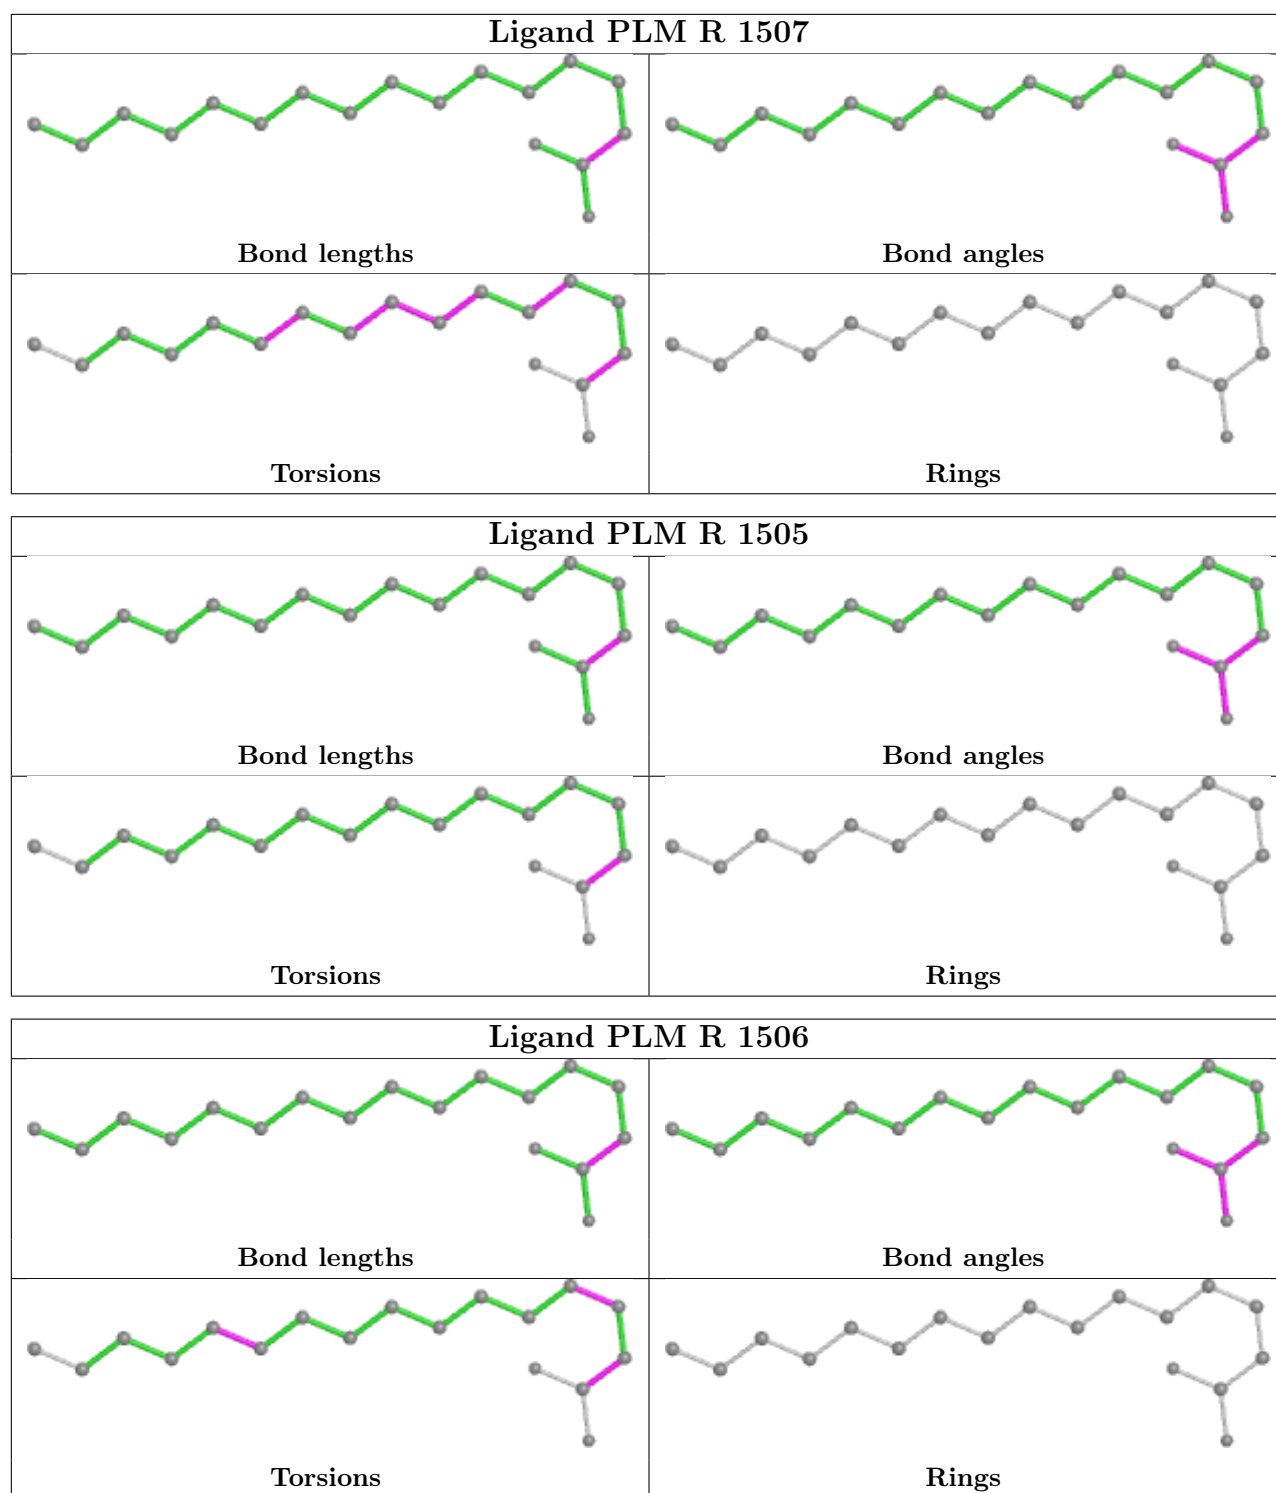 Ligand PLM R 1507
Bond lengths
Bond angles
Torsions
Rings
Ligand PLM R 1505
Bond lengths
Bond angles
Torsions
Rings
Ligand PLM R 1506
Bond lengths
Bond angles
Torsions
Rings